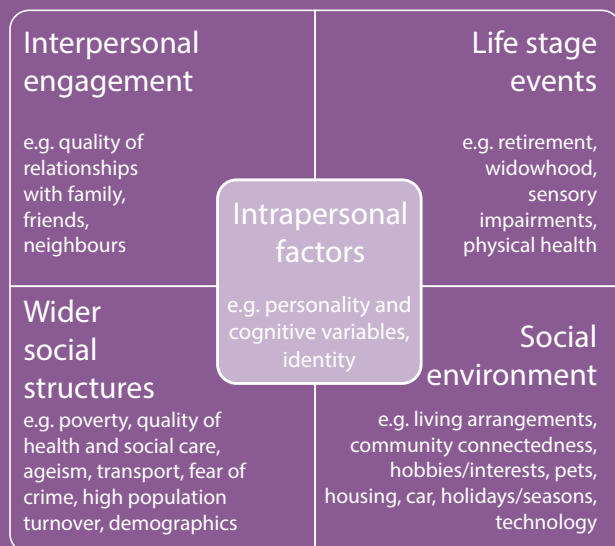 Interpersonal
engagement
e.g. quality of
relationships
with family,
friends,
neighbours
Life stage
events
e.g. retirement,
widowhood,
sensory
impairments,
physical health
Intrapersonal
factors
e.g. personality and
cognitive variables,
identity
Wider
social
structures
e.g. poverty, quality of
health and social care,
ageism, transport, fear of
crime, high population
turnover, demographics
Social
environment
e.g. living arrangements,
community connectedness,
hobbies/interests, pets,
housing, car, holidays/seasons,
technology